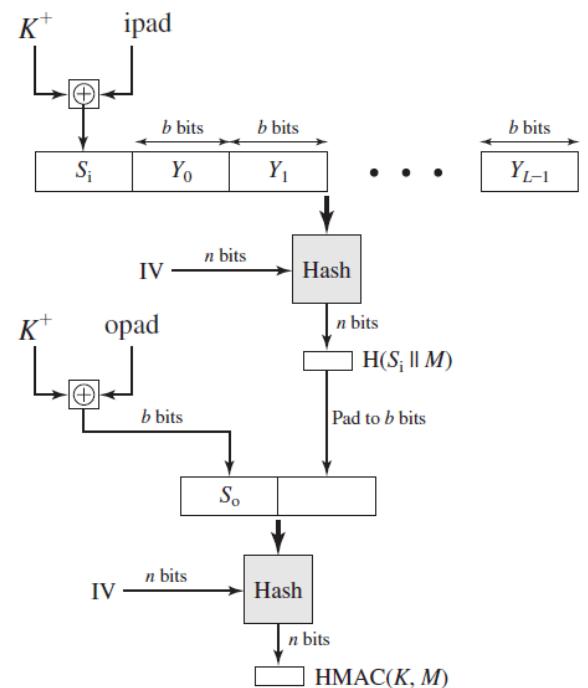 K⁺ ipad
⊕
b bits b bits b bits
Sᵢ Y₀ Y₁ • • • Y_{L–1}
n bits
IV Hash
n bits
K⁺ opad
H(Sᵢ || M)
⊕
b bits Pad to b bits
Sₒ
n bits
IV Hash
n bits
HMAC(K, M)